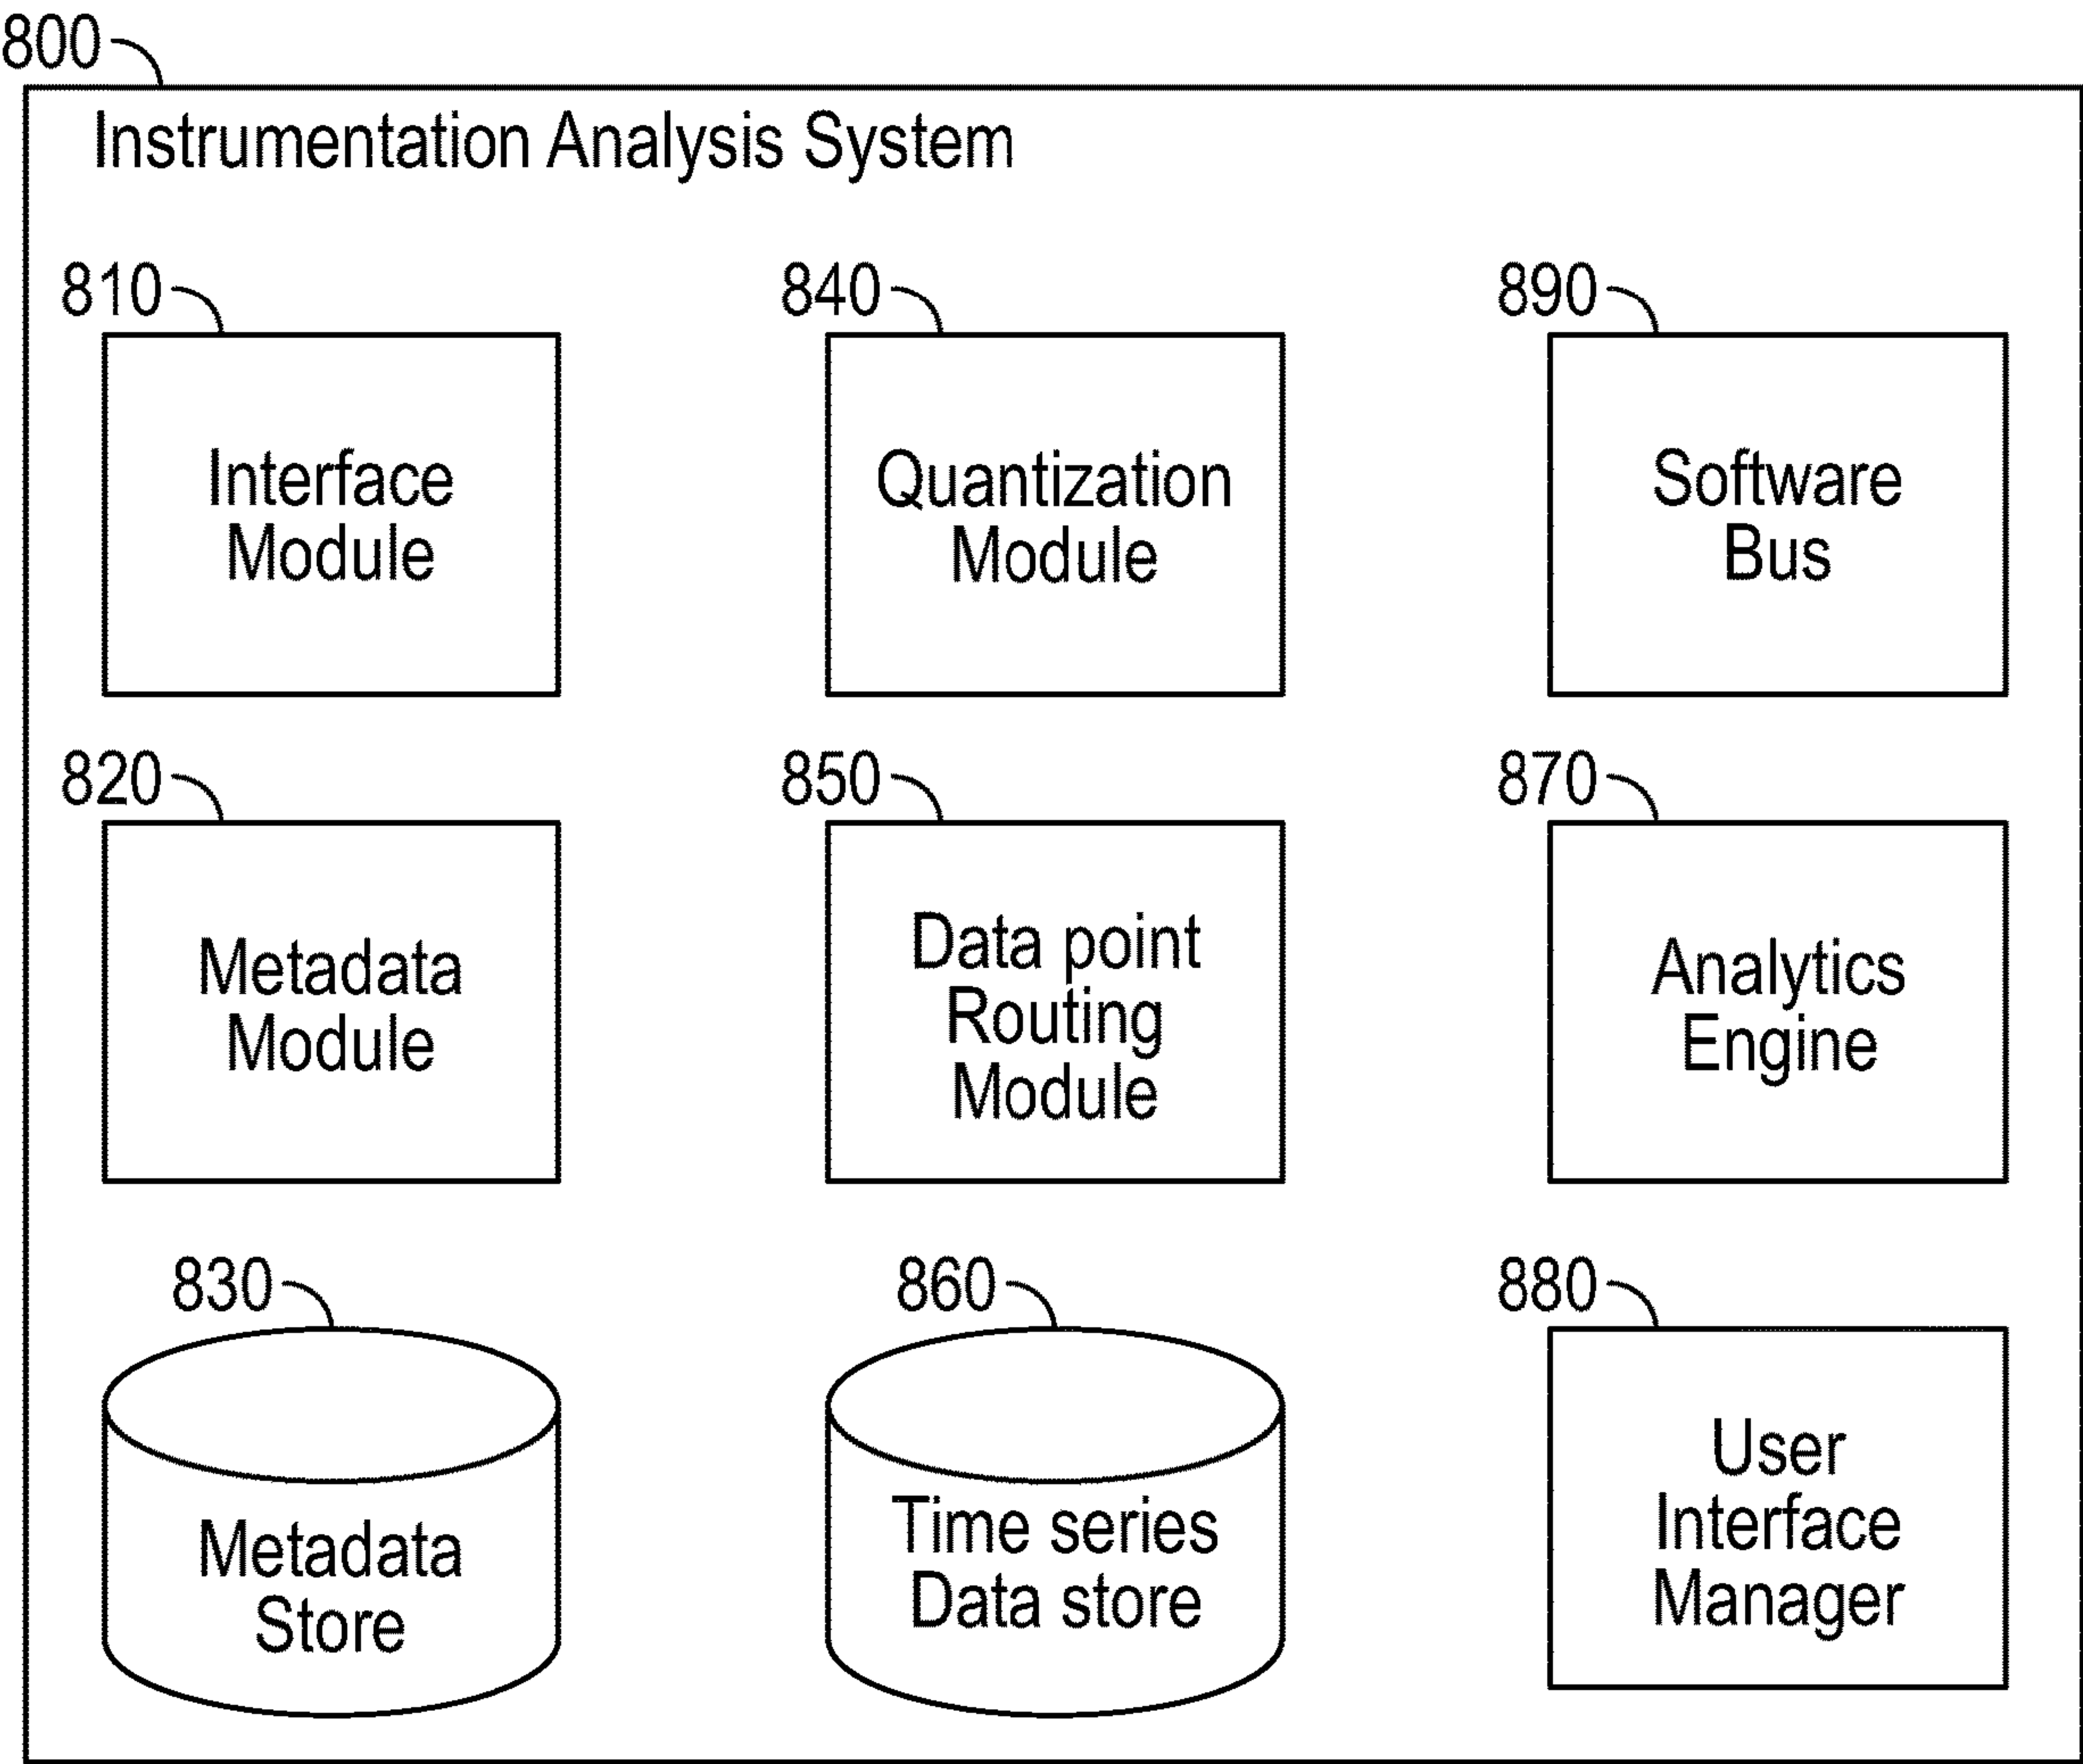 800
Instrumentation Analysis System
810
Interface
Module
840
Quantization
Module
890
Software
Bus
820
Metadata
Module
850
Data point
Routing
Module
870
Analytics
Engine
830
Metadata
Store
860
Time series
Data store
880
User
Interface
Manager